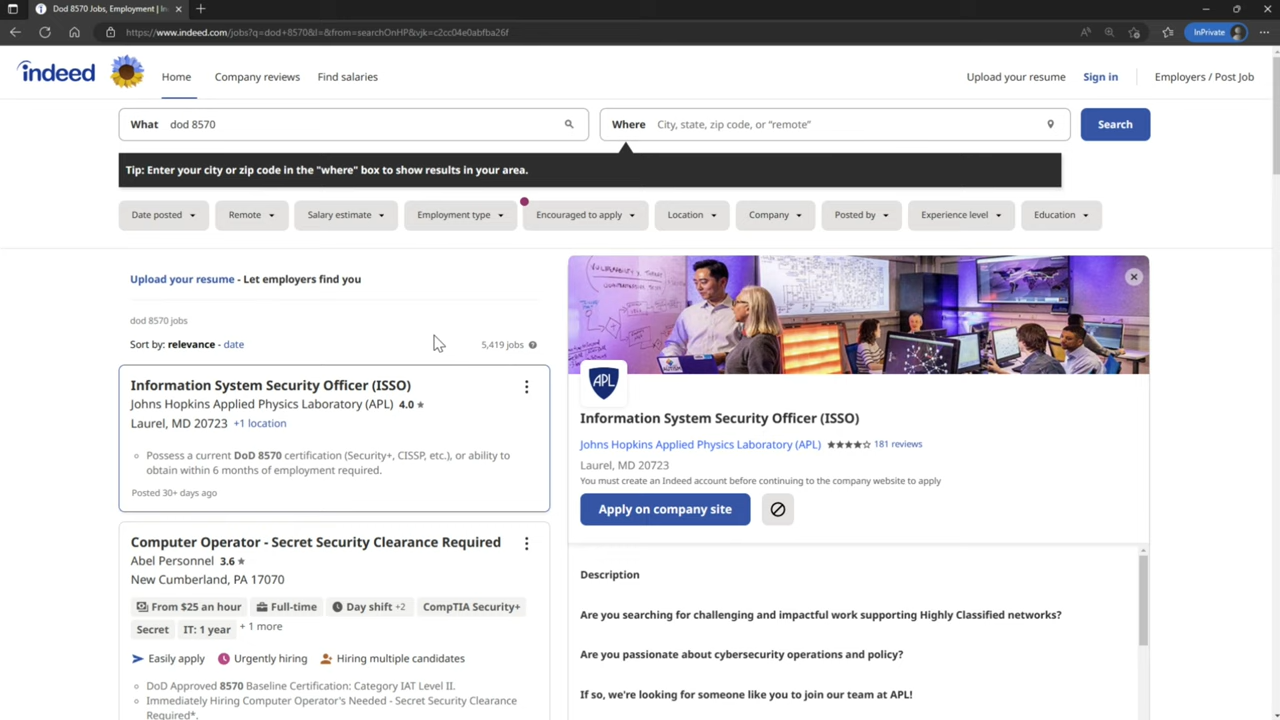 Dod 8570 Jobs, Employment | In
https://www.indeed.com/jobs?q=dod+8570&l=&from=searchOnHP&vjk=c2cc04e0abfba26f
InPrivate
indeed
Home
Company reviews
Find salaries
Upload your resume
Sign in
Employers / Post Job
What dod 8570
Where City, state, zip code, or "remote"
Search
Tip: Enter your city or zip code in the "where" box to show results in your area.
Date posted
Remote
Salary estimate
Employment type
Encouraged to apply
Location
Company
Posted by
Experience level
Education
Upload your resume - Let employers find you
dod 8570 jobs
Sort by: relevance - date
5,419 jobs
Information System Security Officer (ISSO)
Johns Hopkins Applied Physics Laboratory (APL) 4.0
Laurel, MD 20723 +1 location
Possess a current DoD 8570 certification (Security+, CISSP, etc.), or ability to
obtain within 6 months of employment required.
Posted 30+ days ago
Computer Operator - Secret Security Clearance Required
Abel Personnel 3.6
New Cumberland, PA 17070
From $25 an hour
Full-time
Day shift +2
CompTIA Security+
Secret
IT: 1 year
+ 1 more
Easily apply
Urgently hiring
Hiring multiple candidates
DoD Approved 8570 Baseline Certification: Category IAT Level II.
Immediately Hiring Computer Operator's Needed - Secret Security Clearance
Required*.
APL
Information System Security Officer (ISSO)
Johns Hopkins Applied Physics Laboratory (APL) 181 reviews
Laurel, MD 20723
You must create an Indeed account before continuing to the company website to apply
Apply on company site
Description
Are you searching for challenging and impactful work supporting Highly Classified networks?
Are you passionate about cybersecurity operations and policy?
If so, we're looking for someone like you to join our team at APL!